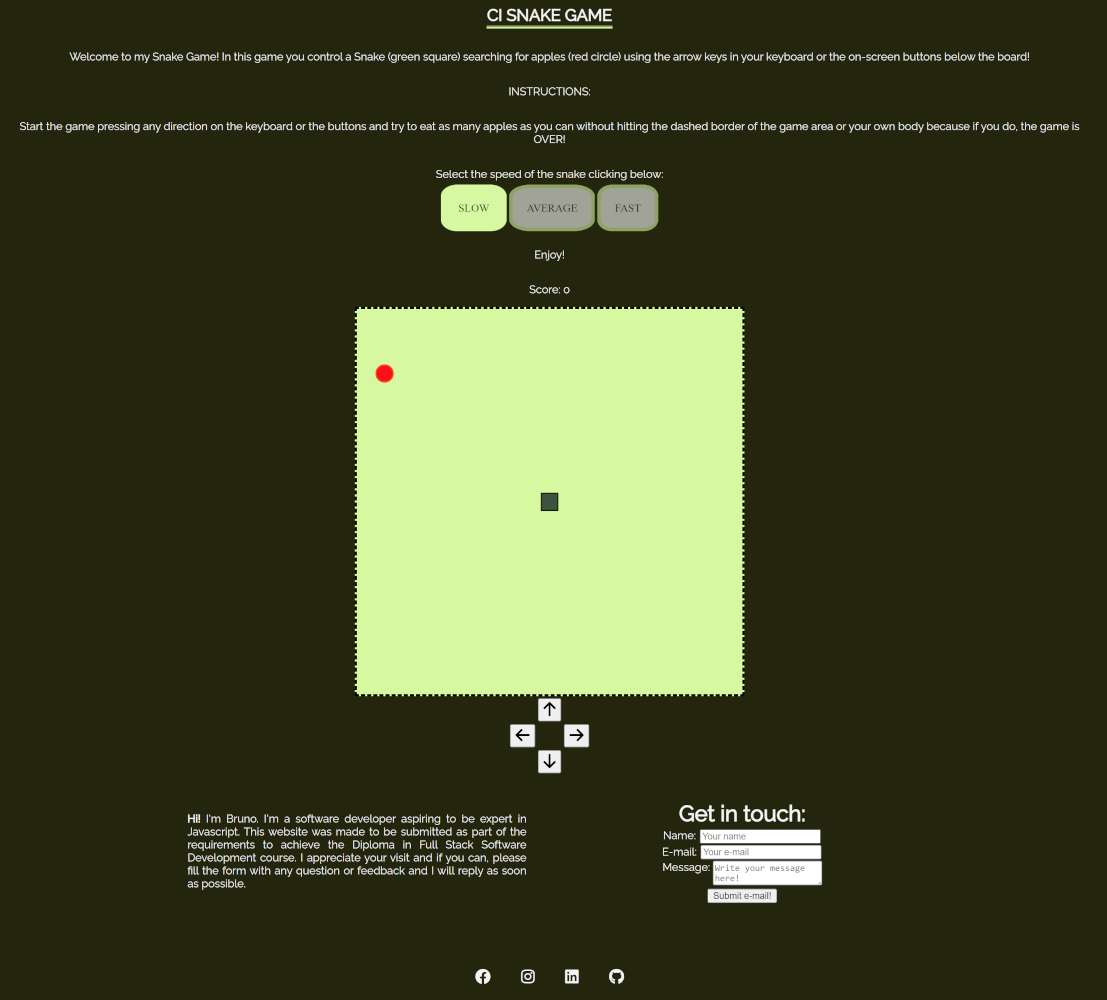 CI SNAKE GAME
Welcome to my Snake Game! In this game you control a Snake (green square) searching for apples (red circle) using the arrow keys in your keyboard or the on-screen buttons below the board!
INSTRUCTIONS:
Start the game pressing any direction on the keyboard or the buttons and try to eat as many apples as you can without hitting the dashed border of the game area or your own body because if you do, the game is
OVER!
Select the speed of the snake clicking below:
SLOW AVERAGE FAST
Enjoy!
Score: 0
Hi! I'm Bruno. I'm a software developer aspiring to be expert in
Javascript. This website was made to be submitted as part of the
requirements to achieve the Diploma in Full Stack Software
Development course. I appreciate your visit and if you can, please
fill the form with any question or feedback and I will reply as soon
as possible.
Get in touch:
Name: Your name
E-mail: Your e-mail
Message: Write your message
here!
Submit e-mail!